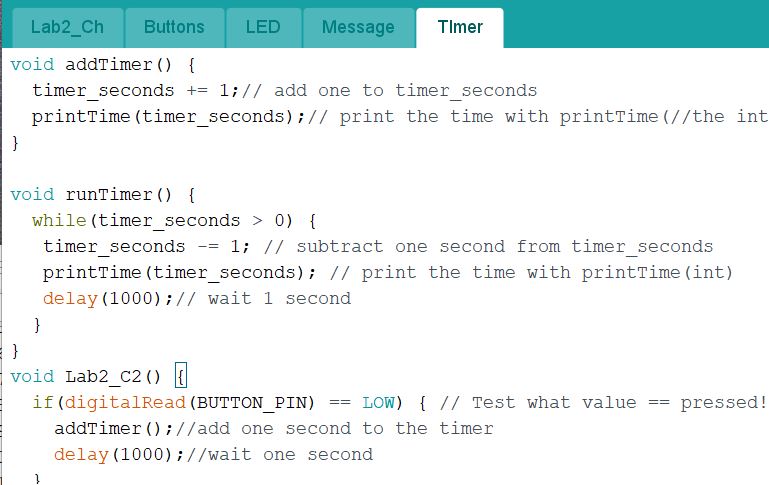 Lab2_Ch Buttons LED Message TImer
void addTimer() {
  timer_seconds += 1;// add one to timer_seconds
  printTime(timer_seconds);// print the time with printTime(//the int
}
void runTimer() {
  while(timer_seconds > 0) {
   timer_seconds -= 1; // subtract one second from timer_seconds
   printTime(timer_seconds); // print the time with printTime(int)
   delay(1000);// wait 1 second
  }
}
void Lab2_C2() {
  if(digitalRead(BUTTON_PIN) == LOW) { // Test what value == pressed!
    addTimer();//add one second to the timer
    delay(1000);//wait one second
  }